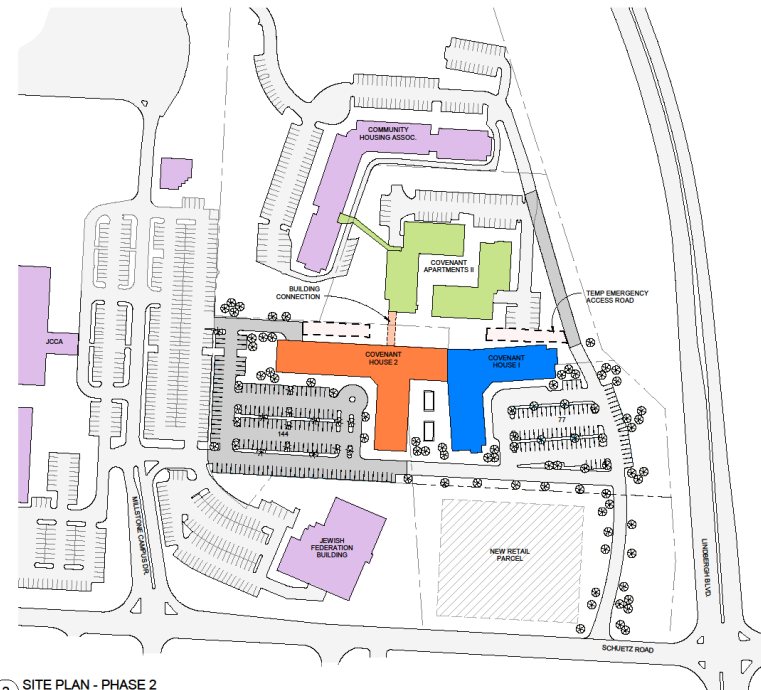 COMMUNITY
HOUSING ASSOC.
COVENANT
APARTMENTS II
BUILDING
CONNECTION
TEMP EMERGENCY
ACCESS ROAD
JCCA
COVENANT
HOUSE 2
COVENANT
HOUSE I
144
77
MILLSTONE CAMPUS DR.
JEWISH
FEDERATION
BUILDING
NEW RETAIL
PARCEL
LINDBERGH BLVD.
SCHUETZ ROAD
SITE PLAN - PHASE 2